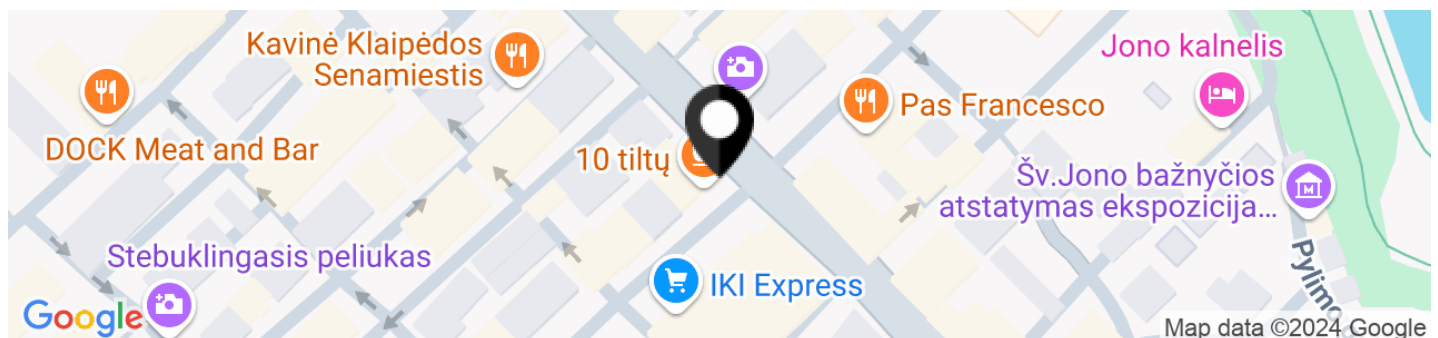 Kavinė Klaipėdos
Senamiestis
Jono kalnelis
Pas Francesco
DOCK Meat and Bar
10 tiltų
Šv.Jono bažnyčios
atstatymas ekspozicija...
Stebuklingasis peliukas
IKI Express
Pylimo
Google
Map data ©2024 Google